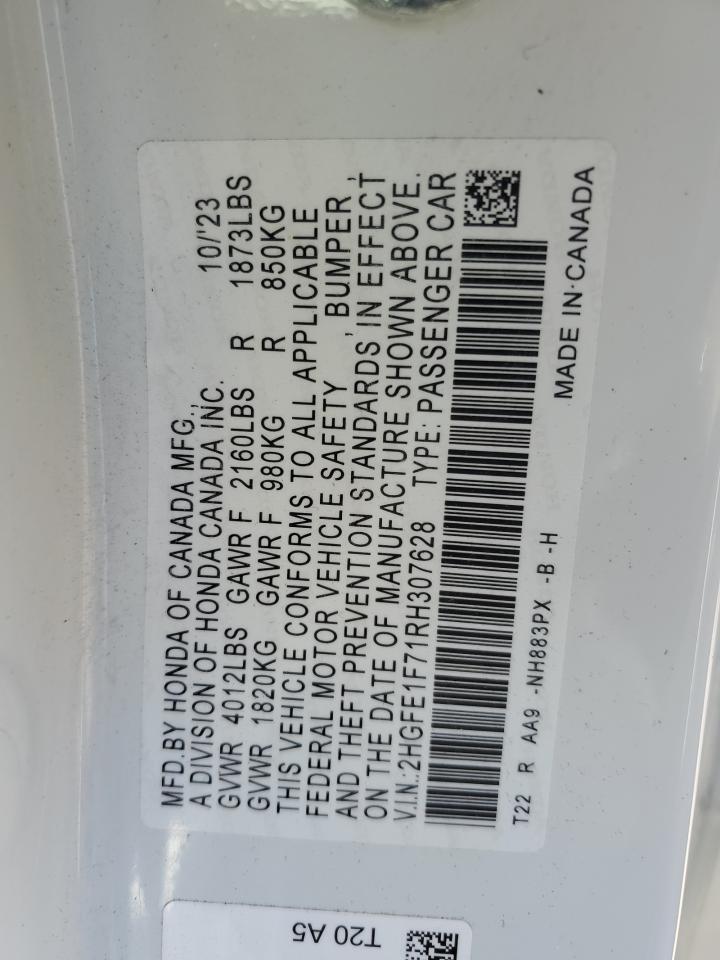 MFD.BY HONDA OF CANADA MFG.,
A DIVISION OF HONDA CANADA INC. 10/'23
GVWR 4012LBS GAWR F 2160LBS R 1873LBS
GVWR 1820KG GAWR F 980KG R 850KG
THIS VEHICLE CONFORMS TO ALL APPLICABLE
FEDERAL MOTOR VEHICLE SAFETY , BUMPER ,
AND THEFT PREVENTION STANDARDS IN EFFECT
ON THE DATE OF MANUFACTURE SHOWN ABOVE.
V.I.N.:2HGFE1F71RH307628 TYPE: PASSENGER CAR
T22 R AA9 -NH883PX -B -H
MADE IN CANADA
T20 A5